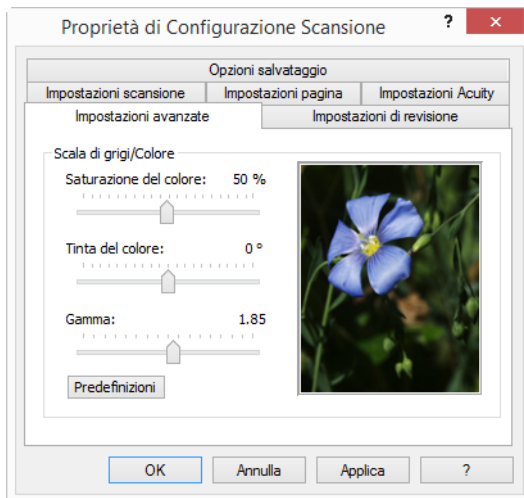 Proprietà di Configurazione Scansione ?
Opzioni salvataggio
Impostazioni scansione Impostazioni pagina Impostazioni Acuity
Impostazioni avanzate Impostazioni di revisione
Scala di grigi/Colore
Saturazione del colore: 50 %
Tinta del colore: 0 °
Gamma: 1.85
Predefinizioni
OK Annulla Applica ?